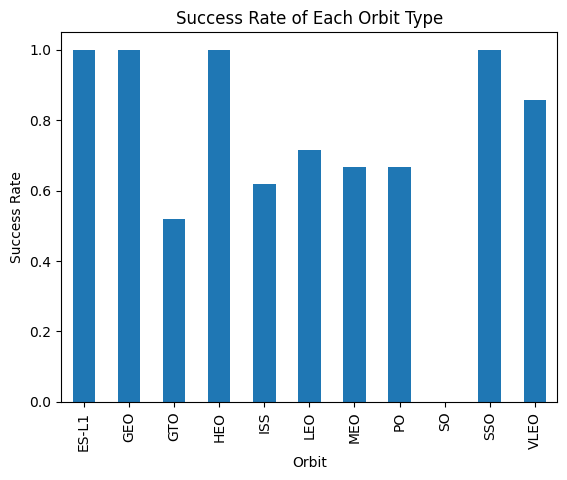 Success Rate of Each Orbit Type
Success Rate
1.0
0.8
0.6
0.4
0.2
0.0
ES-L1
GEO
GTO
HEO
ISS
LEO
MEO
PO
SO
SSO
VLEO
Orbit